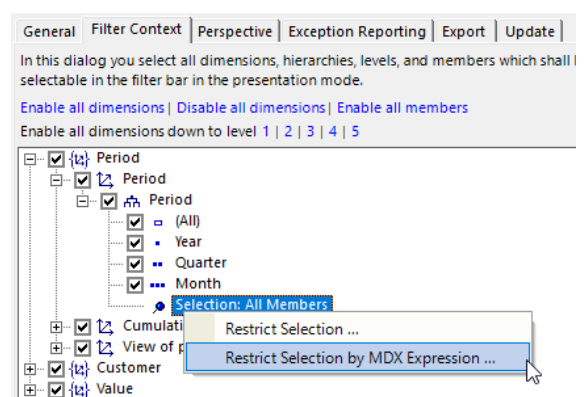 General Filter Context Perspective Exception Reporting Export Update
In this dialog you select all dimensions, hierarchies, levels, and members which shall
selectable in the filter bar in the presentation mode.
Enable all dimensions | Disable all dimensions | Enable all members
Enable all dimensions down to level 1 | 2 | 3 | 4 | 5
Period
Period
Period
(All)
Year
Quarter
Month
Selection: All Members
Cumulati
Restrict Selection ...
View of p
Restrict Selection by MDX Expression ...
Customer
Value